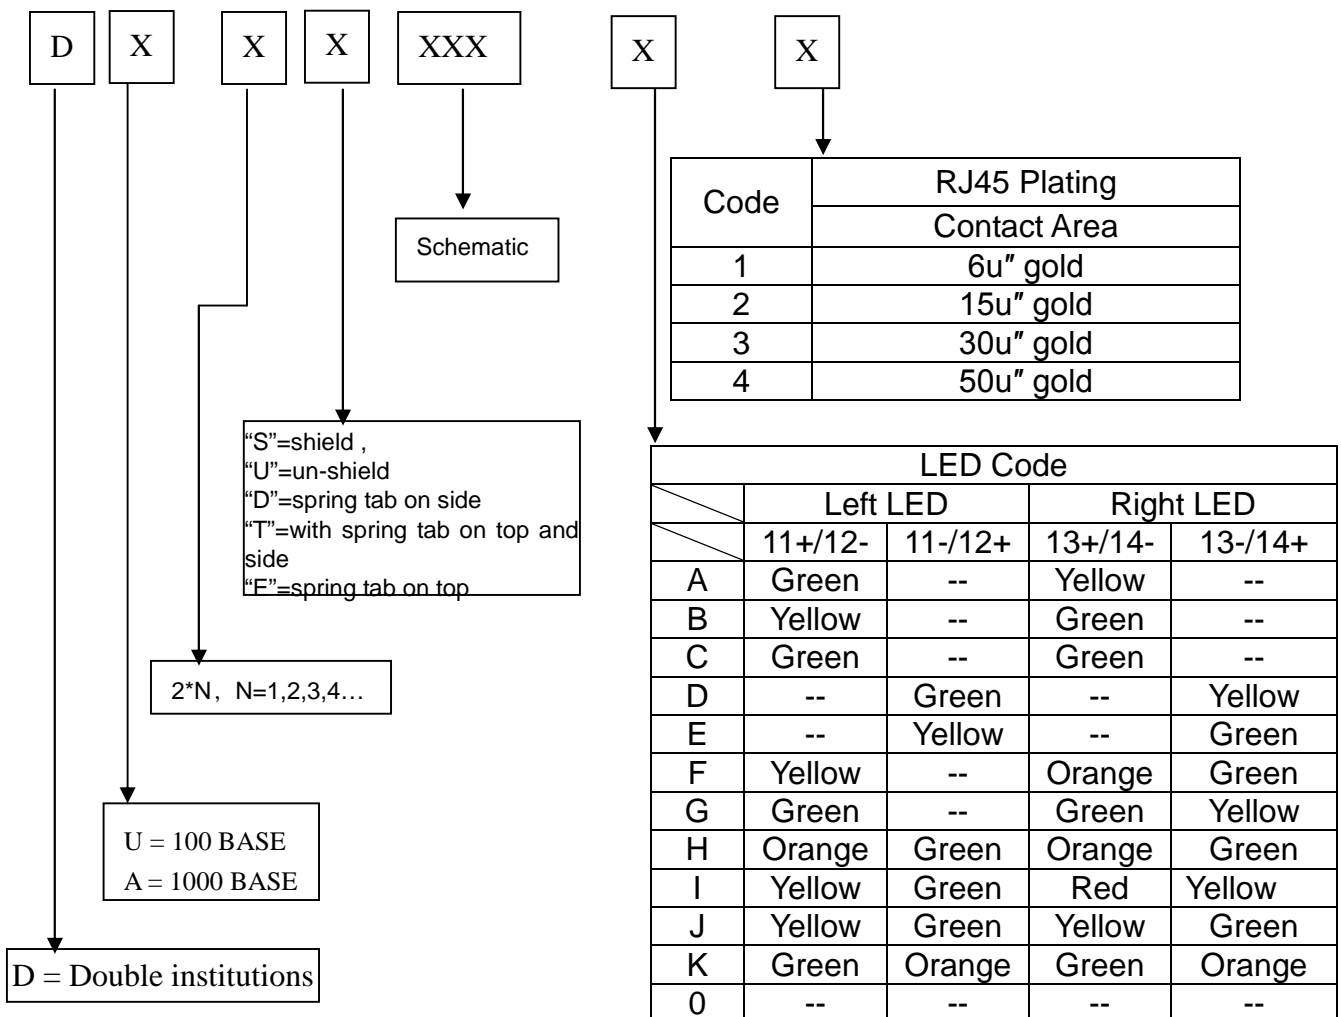 D X X X XXX X X
Code RJ45 Plating
Contact Area
1 6u″ gold
2 15u″ gold
3 30u″ gold
4 50u″ gold
Schematic
“S”=shield ,
“U”=un-shield
“D”=spring tab on side
“T”=with spring tab on top and
side
“F”=spring tab on top
2*N, N=1,2,3,4…
U = 100 BASE
A = 1000 BASE
D = Double institutions
LED Code
Left LED Right LED
11+/12- 11-/12+ 13+/14- 13-/14+
A Green -- Yellow --
B Yellow -- Green --
C Green -- Green --
D -- Green -- Yellow
E -- Yellow -- Green
F Yellow -- Orange Green
G Green -- Green Yellow
H Orange Green Orange Green
I Yellow Green Red Yellow
J Yellow Green Yellow Green
K Green Orange Green Orange
0 -- -- -- --